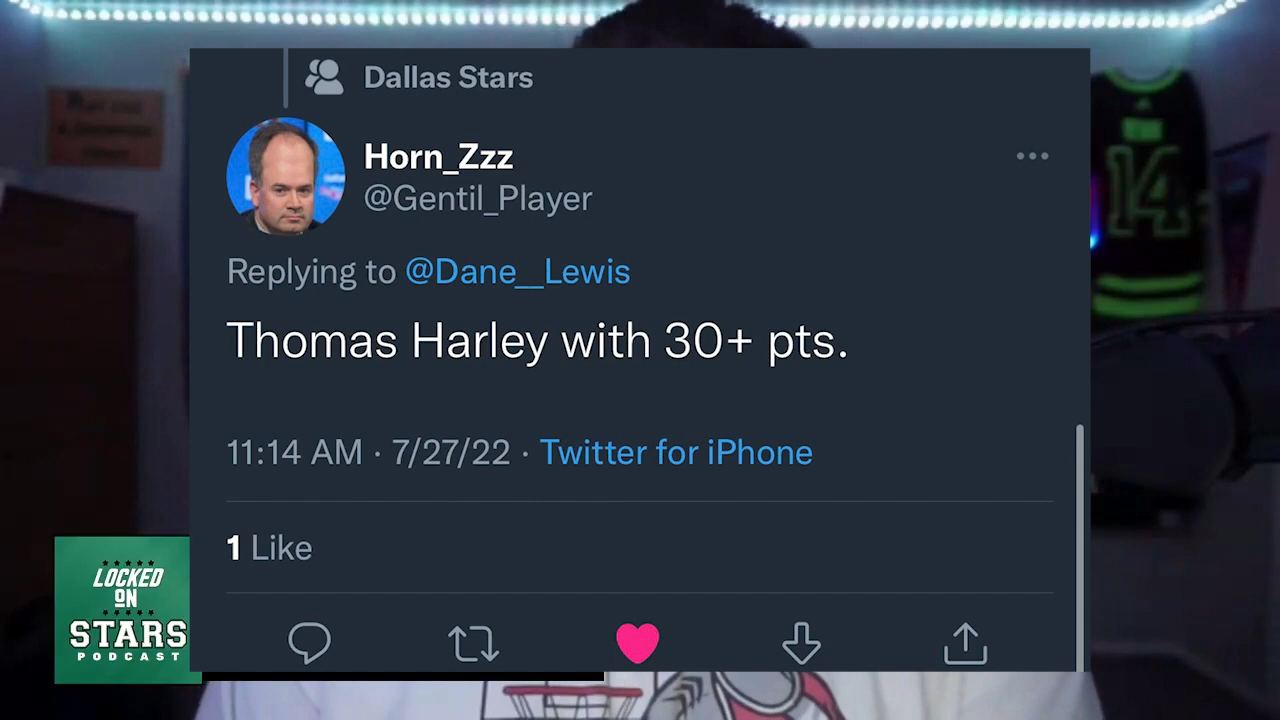 Dallas Stars
Horn_Zzz
@Gentil_Player
Replying to @Dane__Lewis
Thomas Harley with 30+ pts.
11:14 AM · 7/27/22 · Twitter for iPhone
1 Like
LOCKED
ON
STARS
PODCAST
14